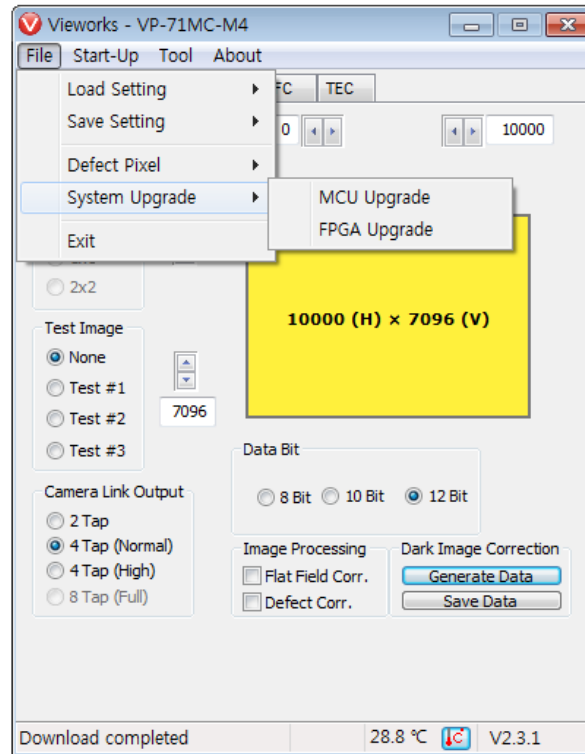 Vieworks - VP-71MC-M4
File Start-Up Tool About
FC TEC
Load Setting
Save Setting
0 10000
Defect Pixel
System Upgrade
MCU Upgrade
FPGA Upgrade
Exit
2x2
10000 (H) × 7096 (V)
Test Image
None
Test #1
Test #2
Test #3
7096
Data Bit
8 Bit 10 Bit 12 Bit
Camera Link Output
2 Tap
4 Tap (Normal)
4 Tap (High)
8 Tap (Full)
Image Processing
Flat Field Corr.
Defect Corr.
Dark Image Correction
Generate Data
Save Data
Download completed 28.8 ℃ V2.3.1